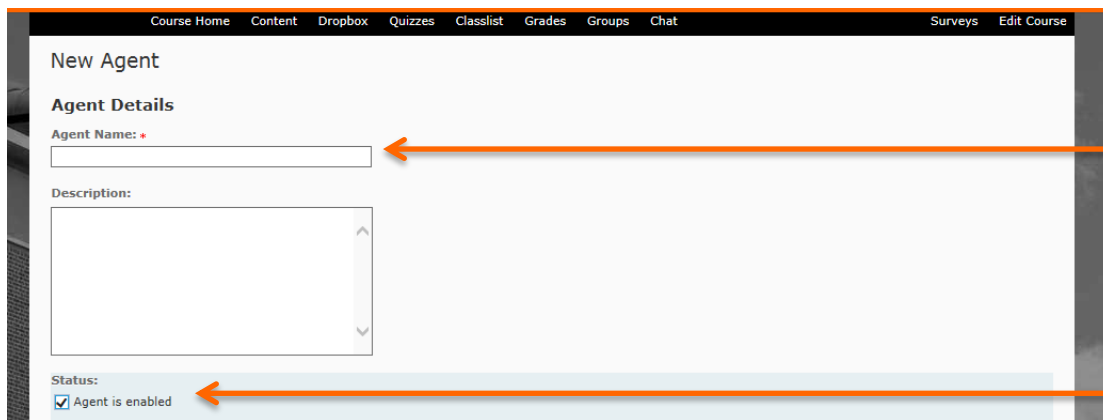 Course Home Content Dropbox Quizzes Classlist Grades Groups Chat Surveys Edit Course
New Agent
Agent Details
Agent Name: *
Description:
Status:
Agent is enabled